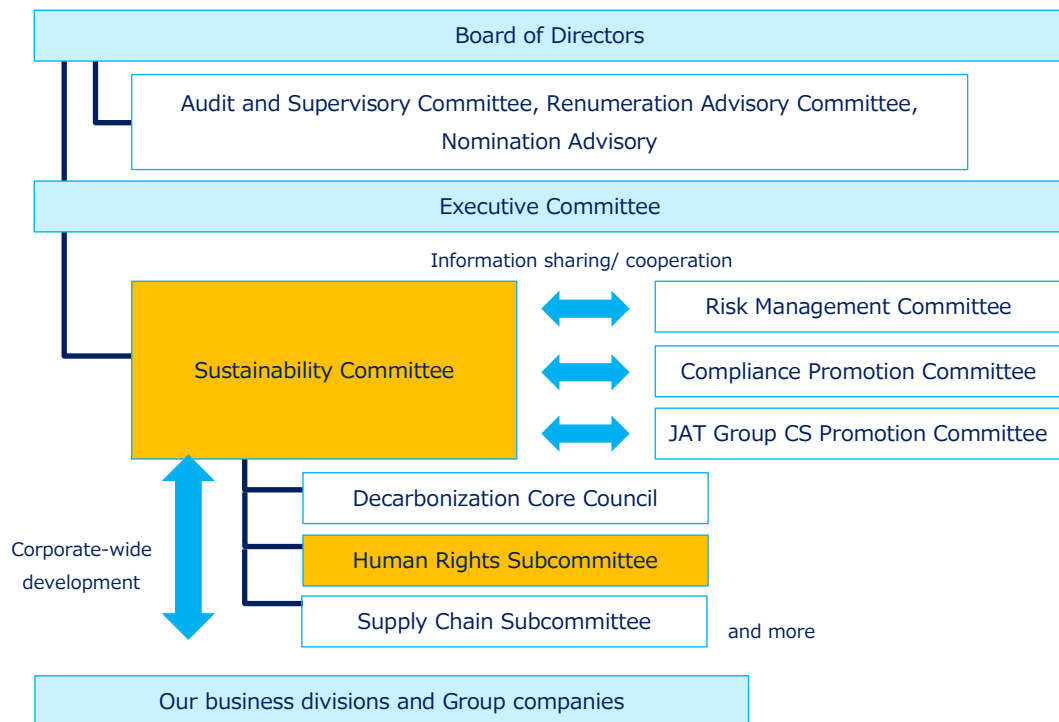 Board of Directors
Audit and Supervisory Committee, Renumeration Advisory Committee,
Nomination Advisory
Executive Committee
Information sharing/ cooperation
Sustainability Committee
Risk Management Committee
Compliance Promotion Committee
JAT Group CS Promotion Committee
Corporate-wide
development
Decarbonization Core Council
Human Rights Subcommittee
Supply Chain Subcommittee
and more
Our business divisions and Group companies